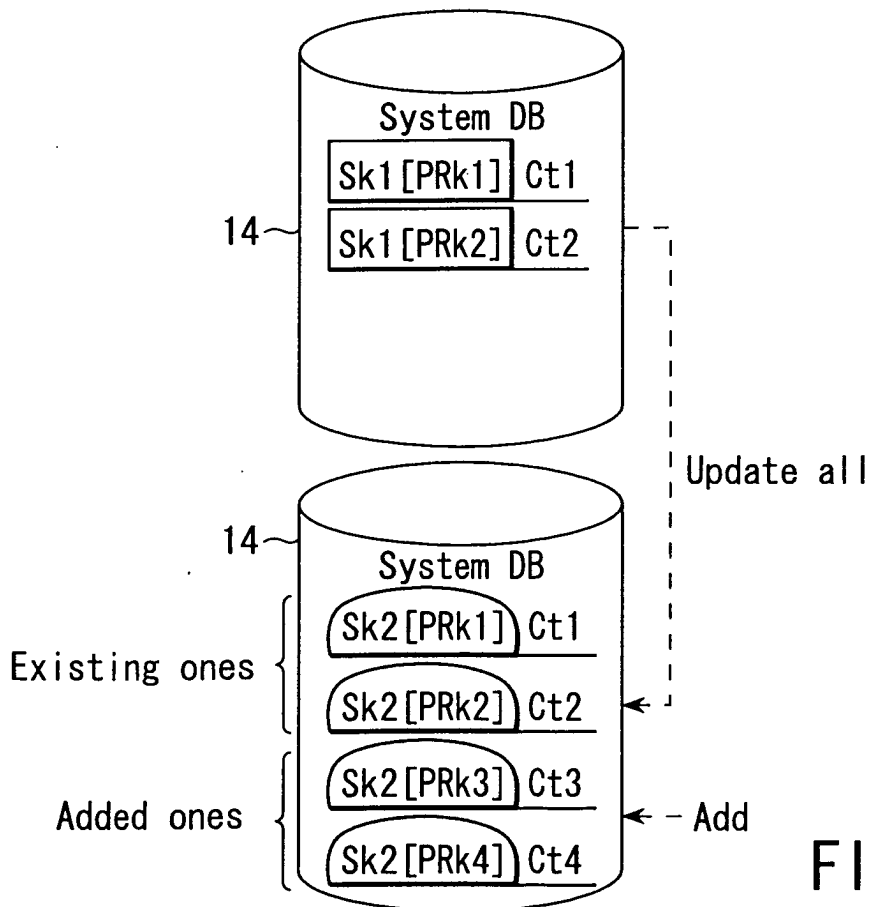 System DB
Sk1[PRk1] Ct1
14 Sk1[PRk2] Ct2
Update all
14
System DB
Sk2[PRk1] Ct1
Existing ones
Sk2[PRk2] Ct2
Sk2[PRk3] Ct3
Added ones
Add
Sk2[PRk4] Ct4
FI